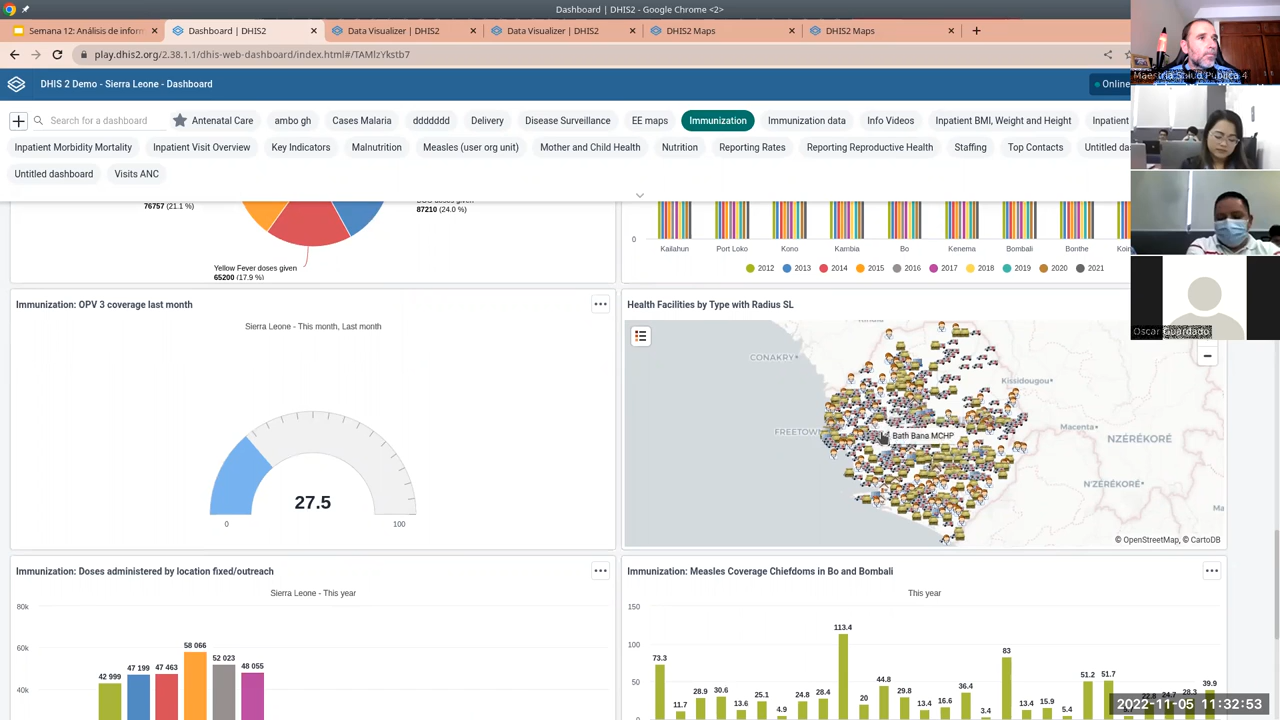 Dashboard | DHIS2 - Google Chrome <2>
Semana 12: Análisis de inform
Dashboard | DHIS2
Data Visualizer | DHIS2
Data Visualizer | DHIS2
DHIS2 Maps
DHIS2 Maps
play.dhis2.org/2.38.1.1/dhis-web-dashboard/index.html#/TAMlzYkstb7
DHIS 2 Demo - Sierra Leone - Dashboard
Online
Search for a dashboard
Antenatal Care
ambo gh
Cases Malaria
ddddddd
Delivery
Disease Surveillance
EE maps
Immunization
Immunization data
Info Videos
Inpatient BMI, Weight and Height
Inpatient
Inpatient Morbidity Mortality
Inpatient Visit Overview
Key Indicators
Malnutrition
Measles (user org unit)
Mother and Child Health
Nutrition
Reporting Rates
Reporting Reproductive Health
Staffing
Top Contacts
Untitled da
Untitled dashboard
Visits ANC
76757 (21.1 %)
87210 (24.0 %)
Yellow Fever doses given
65200 (17.9 %)
0
Kailahun
Port Loko
Kono
Kambia
Bo
Kenema
Bombali
Bonthe
Koin
2012
2013
2014
2015
2016
2017
2018
2019
2020
2021
Immunization: OPV 3 coverage last month
Sierra Leone - This month, Last month
27.5
0
100
Health Facilities by Type with Radius SL
CONAKRY
Kissidougou
FREETOWN
Bath Bana MCHP
Macenta
NZÉRÉKORÉ
N'ZÉRÉKORÉ
Ma
© OpenStreetMap, © CartoDB
Immunization: Doses administered by location fixed/outreach
Sierra Leone - This year
80k
60k
40k
42 999
47 199
47 463
58 066
52 023
48 055
Immunization: Measles Coverage Chiefdoms in Bo and Bombali
This year
150
100
50
73.3
11.7
28.9
30.6
13.6
25.1
4.9
24.8
28.4
113.4
20
44.8
29.8
13.4
16.6
36.4
3.4
83
13.4
15.9
5.4
51.2
51.7
22.8
24.7
28.3
39.9
Maestria Salud Publica 4
Oscar Guardado
2022-11-05 11:32:53